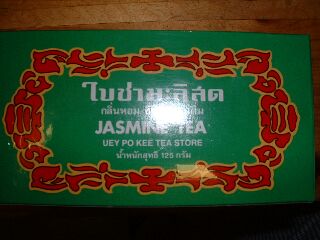 ใบชามะลิสด
กลิ่นหอม
JASMINE TEA
UEY PO KEE TEA STORE
น้ำหนักสุทธิ 125 กรัม